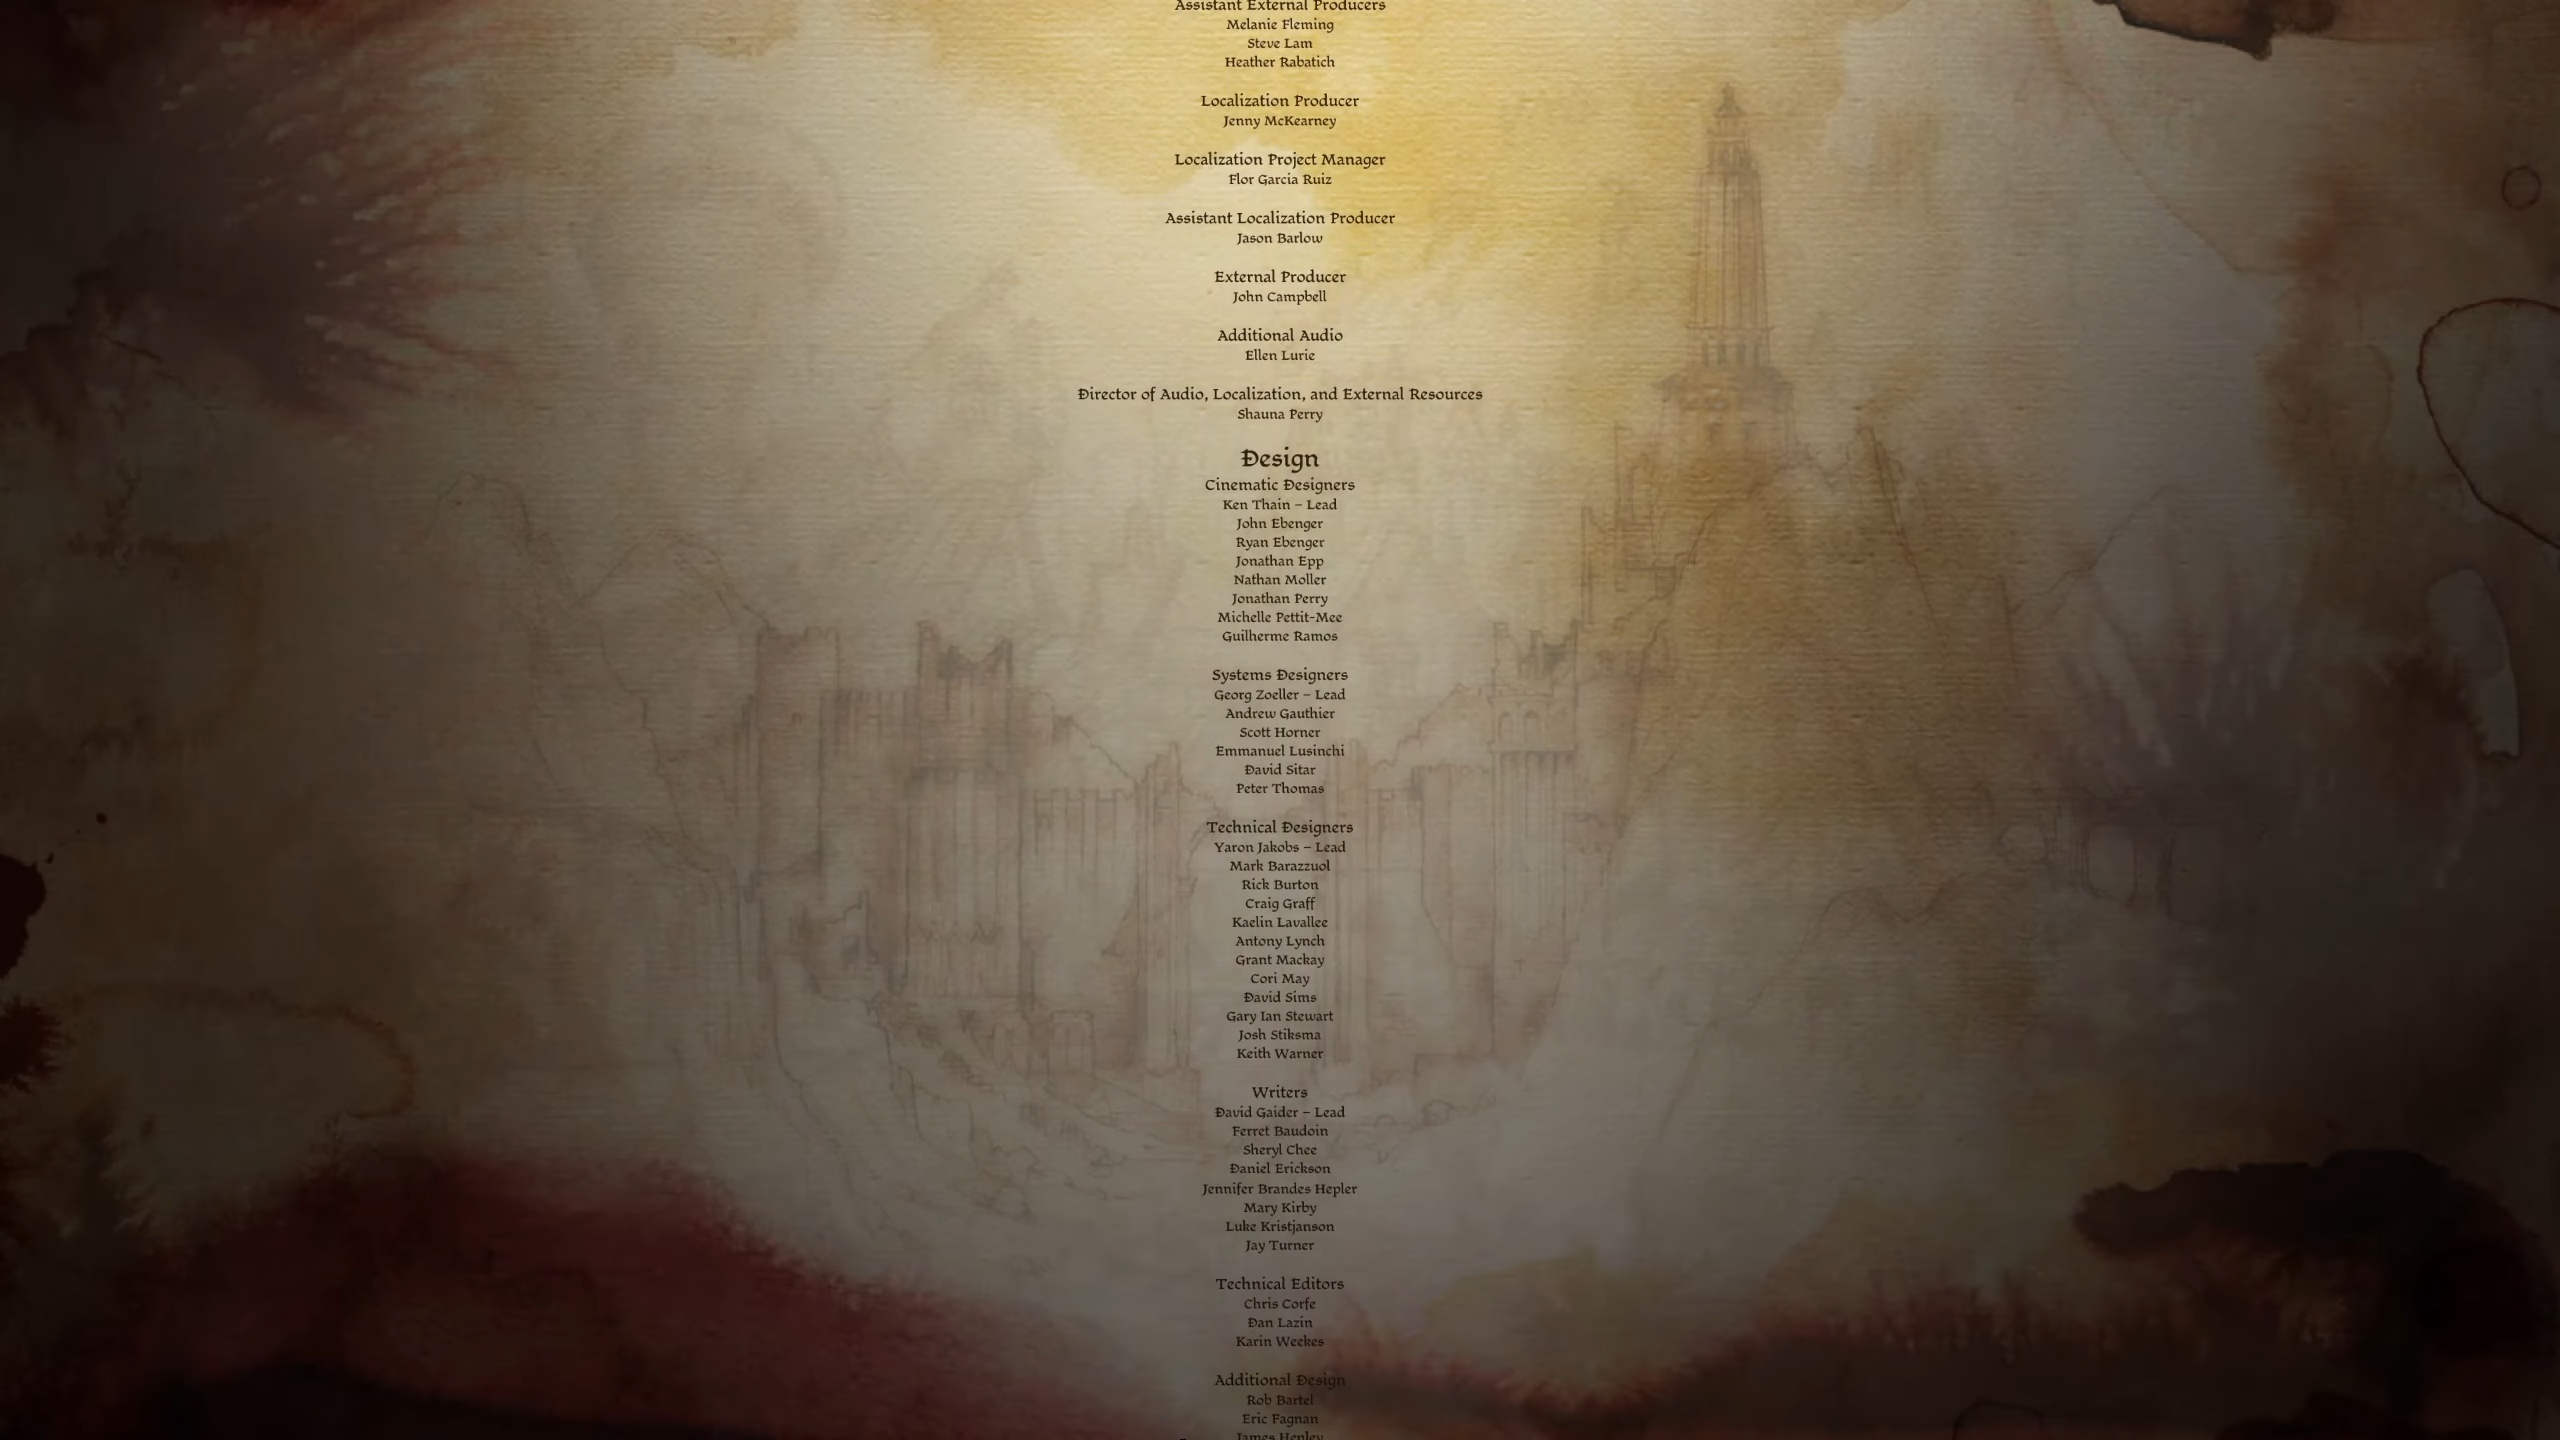 Assistant External Producers
Melanie Fleming
Steve Lam
Heather Rabatich
Localization Producer
Jenny McKearney
Localization Project Manager
Flor Garcia Ruiz
Assistant Localization Producer
Jason Barlow
External Producer
John Campbell
Additional Audio
Ellen Lurie
Director of Audio, Localization, and External Resources
Shauna Perry
Design
Cinematic Designers
Ken Thain – Lead
John Ebenger
Ryan Ebenger
Jonathan Epp
Nathan Moller
Jonathan Perry
Michelle Pettit-Mee
Guilherme Ramos
Systems Designers
Georg Zoeller – Lead
Andrew Gauthier
Scott Horner
Emmanuel Lusinchi
David Sitar
Peter Thomas
Technical Designers
Yaron Jakobs – Lead
Mark Barazzuol
Rick Burton
Craig Graff
Kaelin Lavallee
Antony Lynch
Grant Mackay
Cori May
David Sims
Gary Ian Stewart
Josh Stiksma
Keith Warner
Writers
David Gaider – Lead
Ferret Baudoin
Sheryl Chee
Daniel Erickson
Jennifer Brandes Hepler
Mary Kirby
Luke Kristjanson
Jay Turner
Technical Editors
Chris Corfe
Dan Lazin
Karin Weekes
Additional Design
Rob Bartel
Eric Fagnan
James Henley